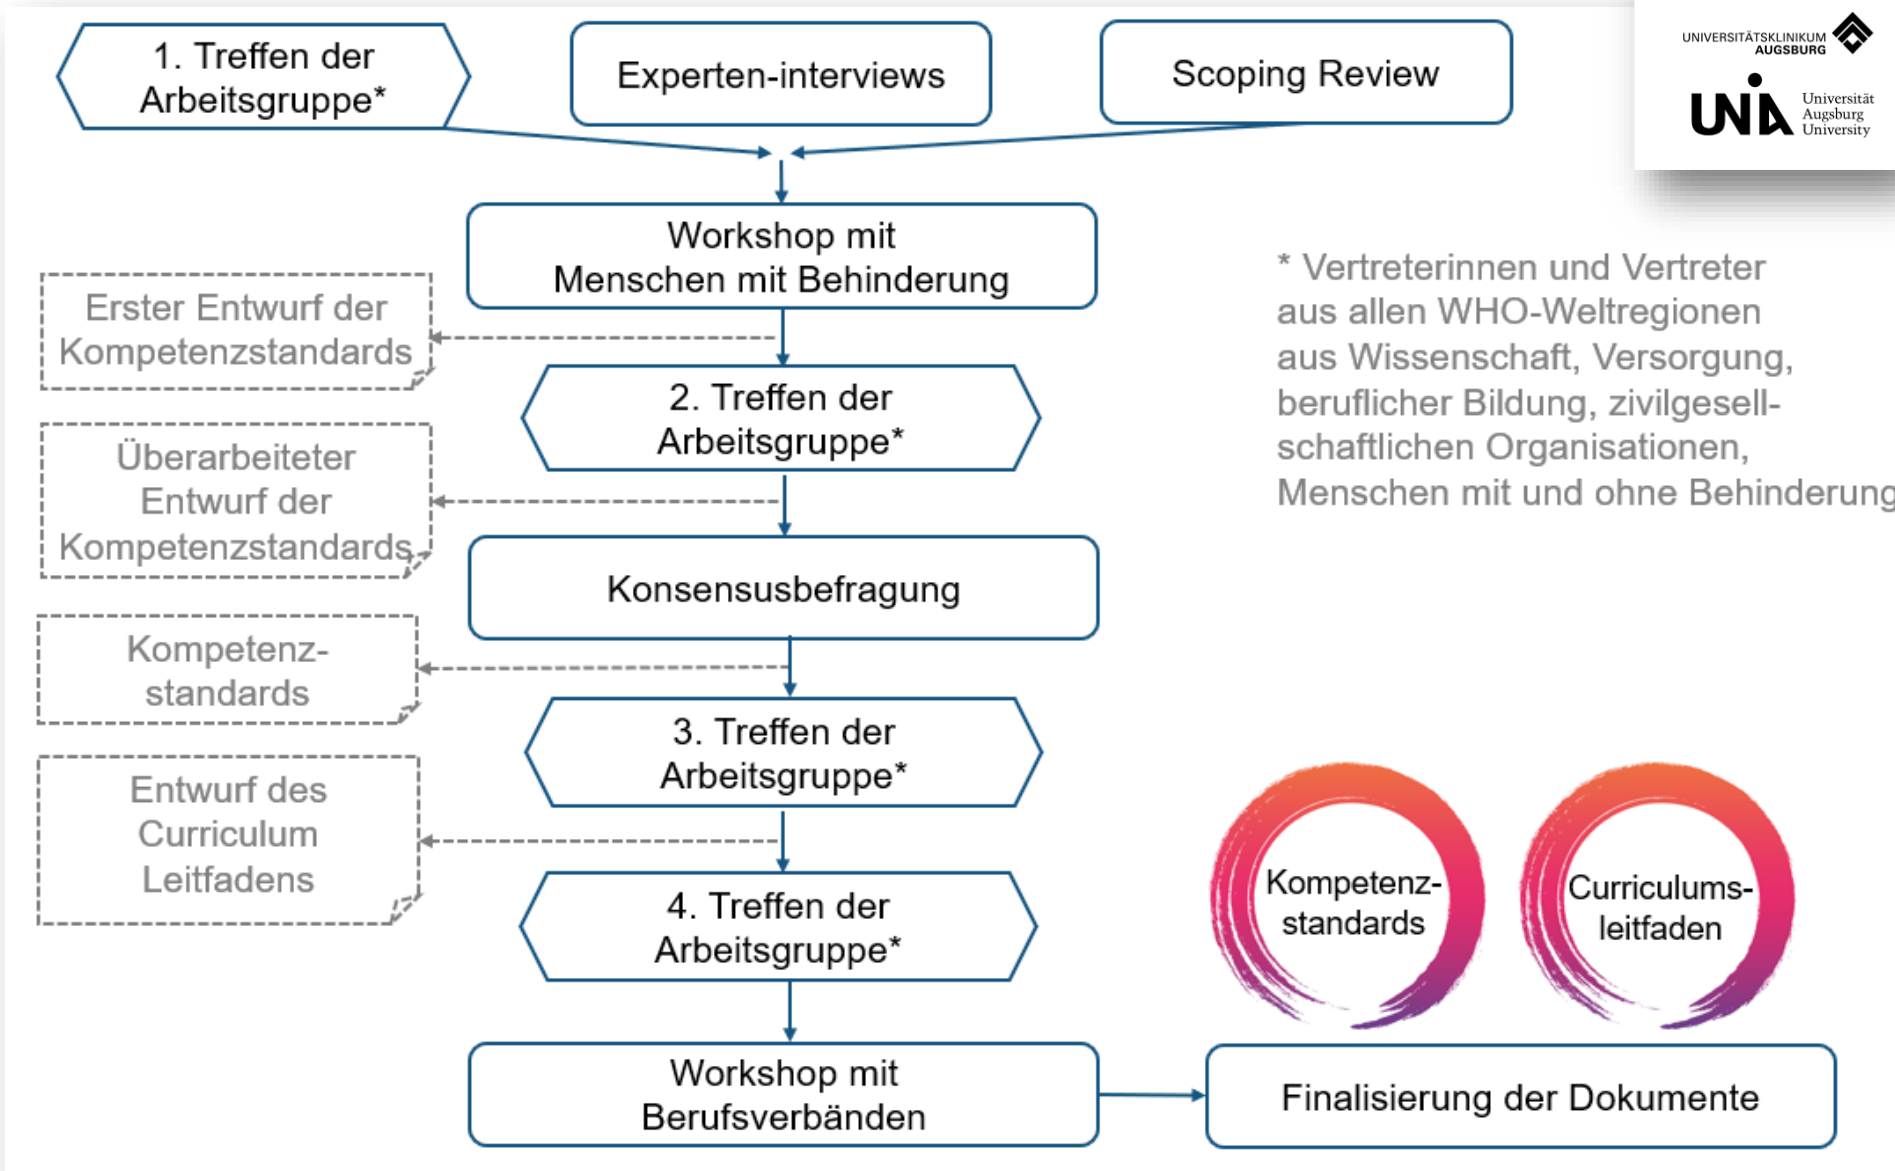 1. Treffen der
Arbeitsgruppe*
Experten-interviews
Scoping Review
UNIVERSITÄTSKLINIKUM
AUGSBURG
UNIA
Universität
Augsburg
University
Workshop mit
Menschen mit Behinderung
* Vertreterinnen und Vertreter
aus allen WHO-Weltregionen
aus Wissenschaft, Versorgung,
beruflicher Bildung, zivilgesell-
schaftlichen Organisationen,
Menschen mit und ohne Behinderung
Erster Entwurf der
Kompetenzstandards
2. Treffen der
Arbeitsgruppe*
Überarbeiteter
Entwurf der
Kompetenzstandards
Konsensusbefragung
Kompetenz-
standards
3. Treffen der
Arbeitsgruppe*
Entwurf des
Curriculum
Leitfadens
4. Treffen der
Arbeitsgruppe*
Kompetenz-
standards
Curriculums-
leitfaden
Workshop mit
Berufsverbänden
Finalisierung der Dokumente